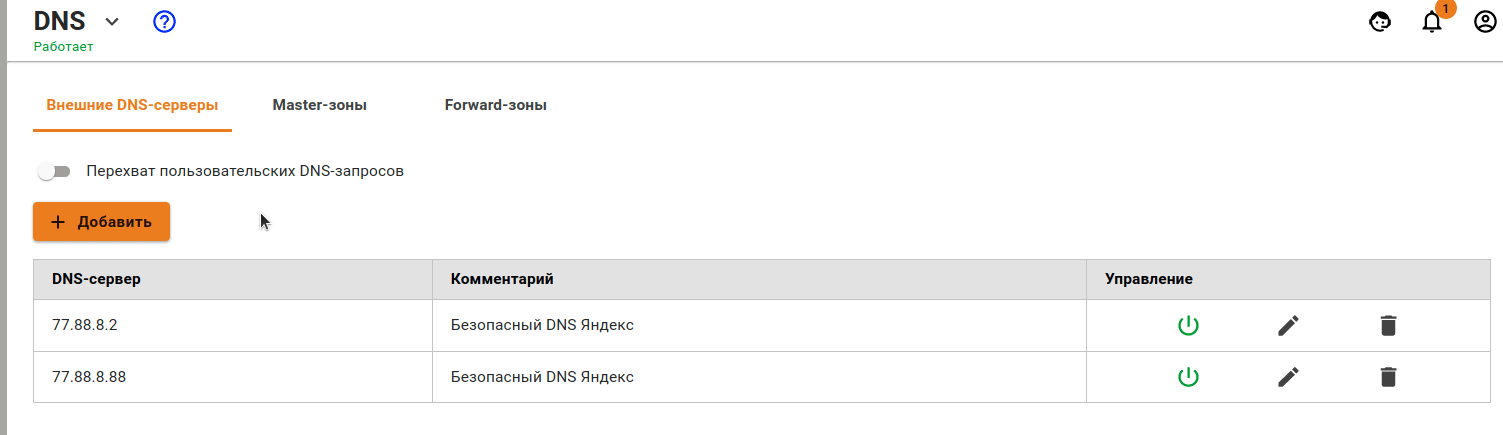 DNS
1
Работает
Внешние DNS-серверы Master-зоны Forward-зоны
Перехват пользовательских DNS-запросов
+ Добавить
DNS-сервер Комментарий Управление
77.88.8.2 Безопасный DNS Яндекс
77.88.8.88 Безопасный DNS Яндекс